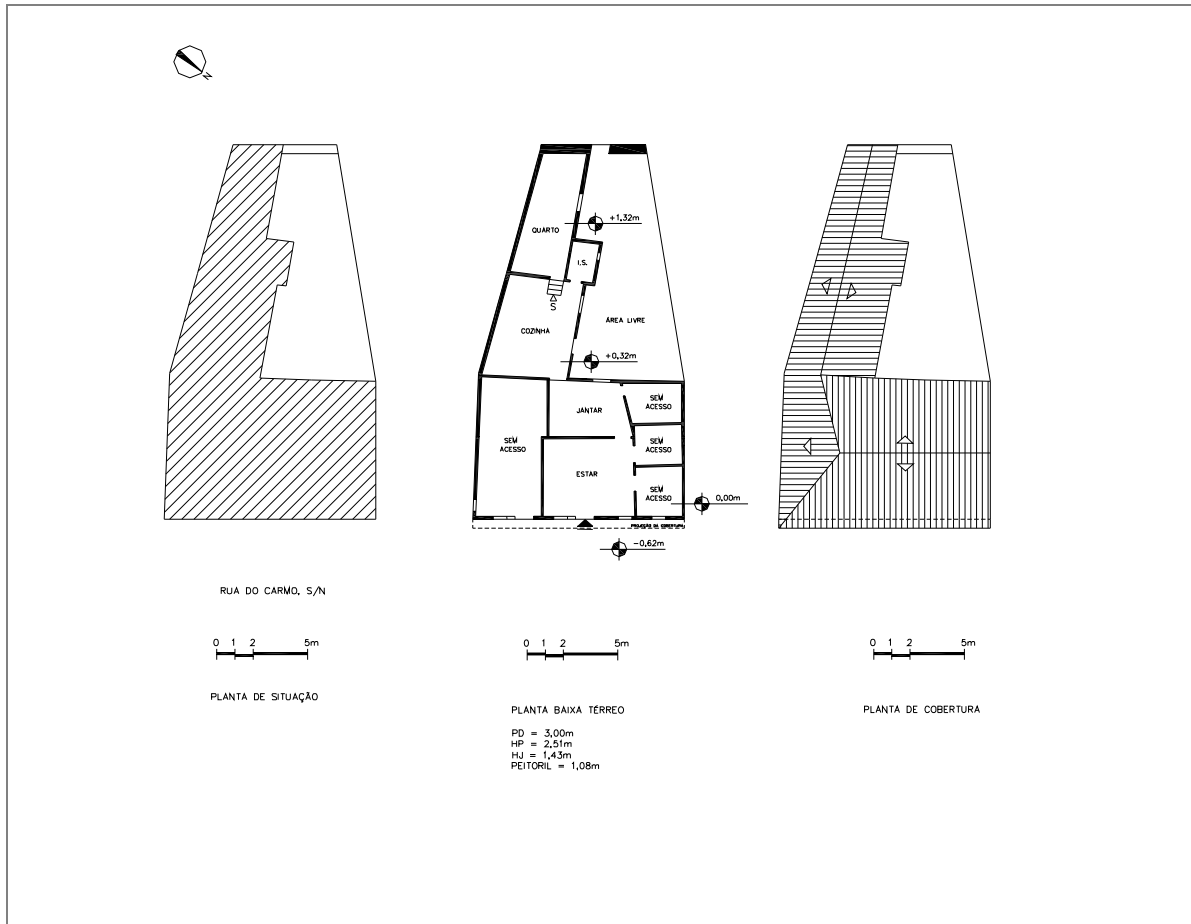 N
QUARTO
+1,32m
I.S.
S
COZINHA
ÁREA LIVRE
+0,32m
JANTAR
SEM
ACESSO
SEM
ACESSO
SEM
ACESSO
ESTAR
SEM
ACESSO
0,00m
PROJEÇÃO DA COBERTURA
-0,62m
RUA DO CARMO, S/N
0 1 2 5m
PLANTA DE SITUAÇÃO
0 1 2 5m
PLANTA BAIXA TÉRREO
PD = 3,00m
HP = 2,51m
HJ = 1,43m
PEITORIL = 1,08m
0 1 2 5m
PLANTA DE COBERTURA